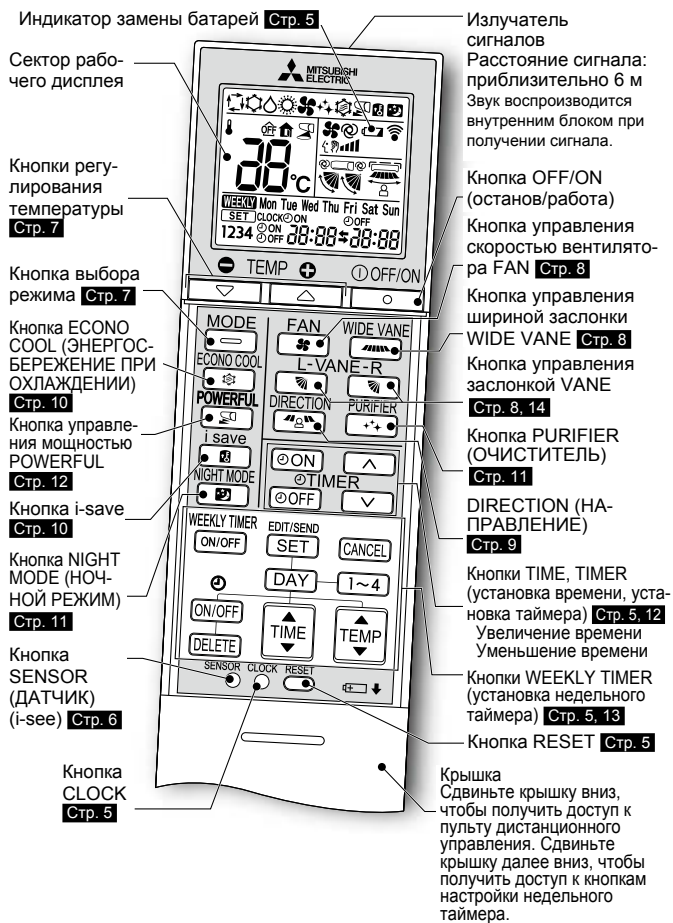 Индикатор замены батарей Стр. 5
Сектор рабо-
чего дисплея
Кнопки регу-
лирования
температуры
Стр. 7
Кнопка выбора
режима Стр. 7
Кнопка ECONO
COOL (ЭНЕРГОС-
БЕРЕЖЕНИЕ ПРИ
ОХЛАЖДЕНИИ)
Стр. 10
Кнопка управле-
ния мощностью
POWERFUL
Стр. 12
Кнопка i-save
Стр. 10
Кнопка NIGHT
MODE (НОЧ-
НОЙ РЕЖИМ)
Стр. 11
Кнопка
SENSOR
(ДАТЧИК)
(i-see) Стр. 6
Кнопка
CLOCK
Стр. 5
MITSUBISHI
ELECTRIC
OFF
88°C
WEEKLY Mon Tue Wed Thu Fri Sat Sun
SET CLOCK ON OFF
1234 ON OFF 88:88 88:88
TEMP OFF/ON
MODE FAN WIDE VANE
ECONO COOL L-VANE-R
POWERFUL DIRECTION PURIFIER
i save ON
TIMER
NIGHT MODE OFF
WEEKLY TIMER EDIT/SEND
ON/OFF SET CANCEL
DAY 1~4
ON/OFF TIME TEMP
DELETE
SENSOR CLOCK RESET
Излучатель
сигналов
Расстояние сигнала:
приблизительно 6 м
Звук воспроизводится
внутренним блоком при
получении сигнала.
Кнопка OFF/ON
(останов/работа)
Кнопка управления
скоростью вентилято-
ра FAN Стр. 8
Кнопка управления
шириной заслонки
WIDE VANE Стр. 8
Кнопка управления
заслонкой VANE
Стр. 8, 14
Кнопка PURIFIER
(ОЧИСТИТЕЛЬ)
Стр. 11
DIRECTION (НА-
ПРАВЛЕНИЕ)
Стр. 9
Кнопки TIME, TIMER
(установка времени, уста-
новка таймера) Стр. 5, 12
Увеличение времени
Уменьшение времени
Кнопки WEEKLY TIMER
(установка недельного
таймера) Стр. 5, 13
Кнопка RESET Стр. 5
Крышка
Сдвиньте крышку вниз,
чтобы получить доступ к
пульту дистанционного
управления. Сдвиньте
крышку далее вниз, чтобы
получить доступ к кнопкам
настройки недельного
таймера.